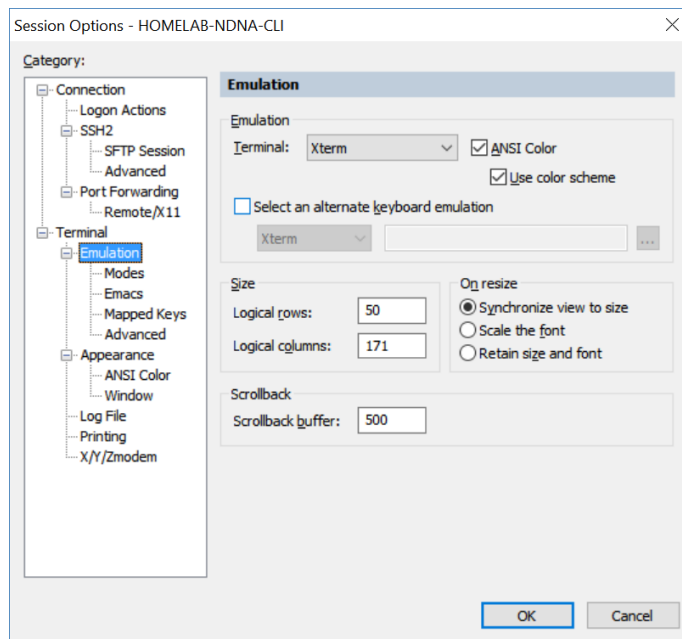 Session Options - HOMELAB-NDNA-CLI
Category:
Connection
Logon Actions
SSH2
SFTP Session
Advanced
Port Forwarding
Remote/X11
Terminal
Emulation
Modes
Emacs
Mapped Keys
Advanced
Appearance
ANSI Color
Window
Log File
Printing
X/Y/Zmodem
Emulation
Emulation
Terminal: Xterm ANSI Color
Use color scheme
Select an alternate keyboard emulation
Xterm ...
Size
Logical rows: 50
Logical columns: 171
On resize
Synchronize view to size
Scale the font
Retain size and font
Scrollback
Scrollback buffer: 500
OK Cancel